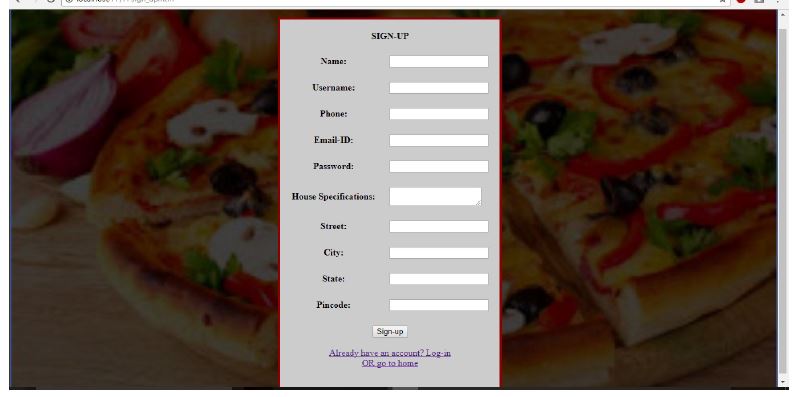 SIGN-UP
Name:
Username:
Phone:
Email-ID:
Password:
House Specifications:
Street:
City:
State:
Pincode:
Sign-up
Already have an account? Log-in
OR go to home